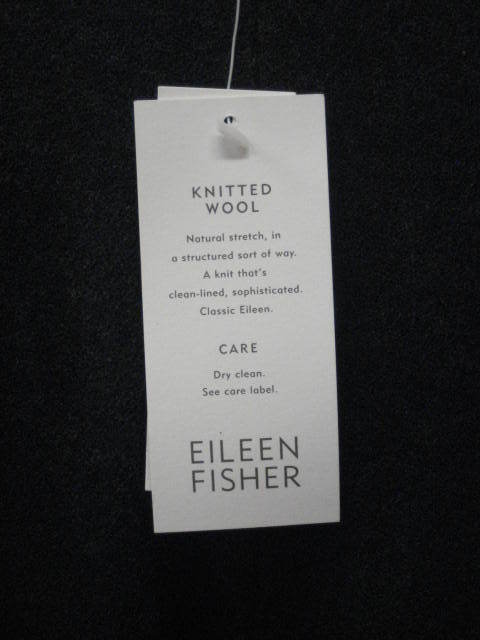 KNITTED
WOOL
Natural stretch, in
a structured sort of way.
A knit that's
clean-lined, sophisticated.
Classic Eileen.
CARE
Dry clean.
See care label.
EILEEN
FISHER